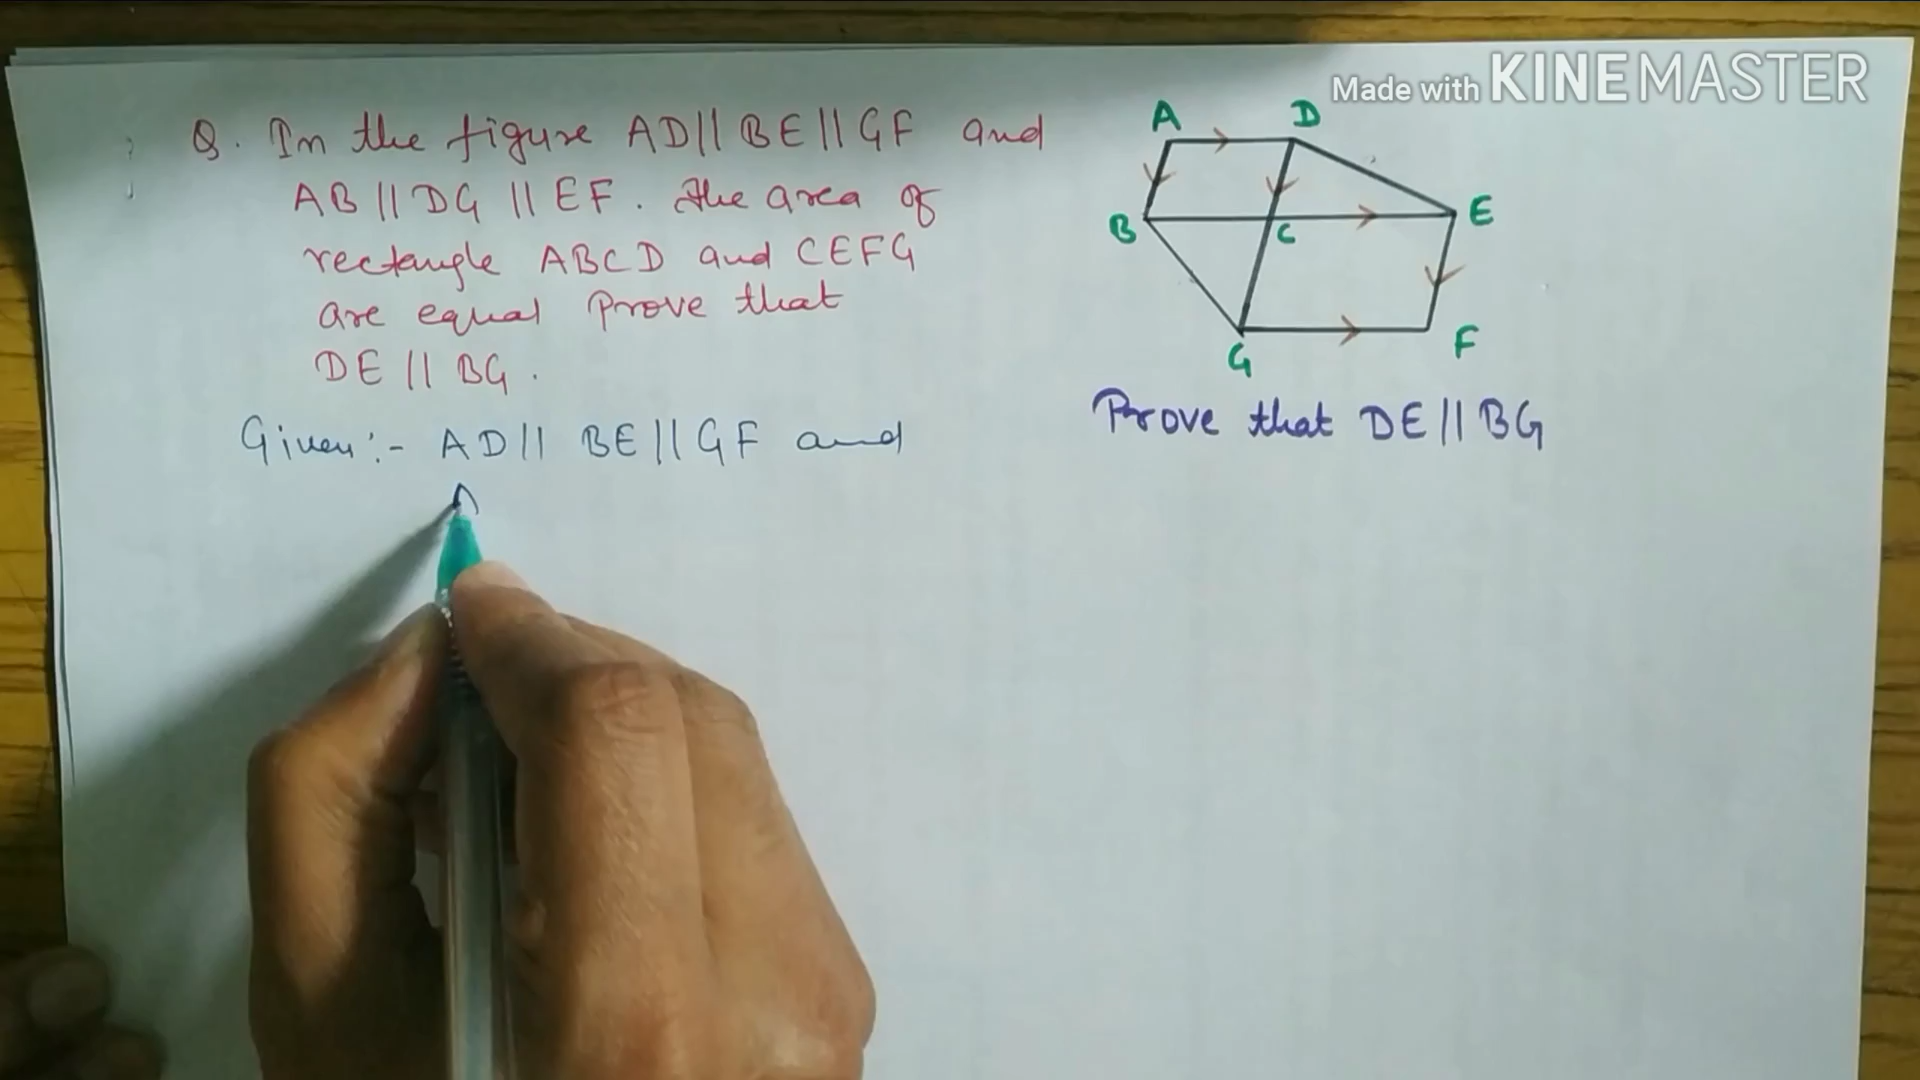 Made with KINEMASTER
Q. In the figure AD||BE||GF and
AB||DG||EF. The area of
rectangle ABCD and CEFG
are equal Prove that
DE||BG.
Given:- AD||BE||GF and
A
A D
B C E
G F
Prove that DE||BG